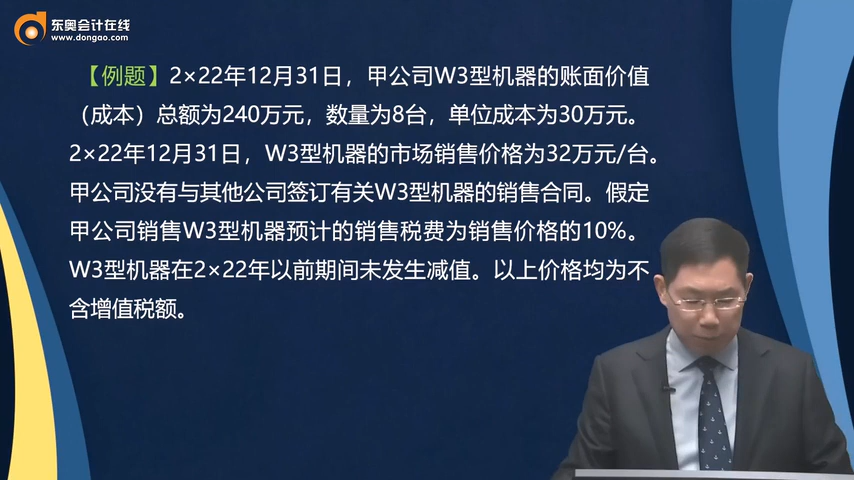 东奥会计在线
www.dongao.com
【例题】2×22年12月31日，甲公司W3型机器的账面价值
（成本）总额为240万元，数量为8台，单位成本为30万元。
2×22年12月31日，W3型机器的市场销售价格为32万元/台。
甲公司没有与其他公司签订有关W3型机器的销售合同。假定
甲公司销售W3型机器预计的销售税费为销售价格的10%。
W3型机器在2×22年以前期间未发生减值。以上价格均为不
含增值税额。